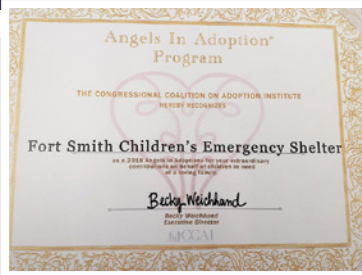 Angels In Adoption®
Program
THE CONGRESSIONAL COALITION ON ADOPTION INSTITUTE
HEREBY RECOGNIZES
Fort Smith Children's Emergency Shelter
as a 2018 Angels in Adoption® for your extraordinary
contributions on behalf of children in need
of a loving family
Becky Weichhand
Becky Weichhand
Executive Director
CCAI